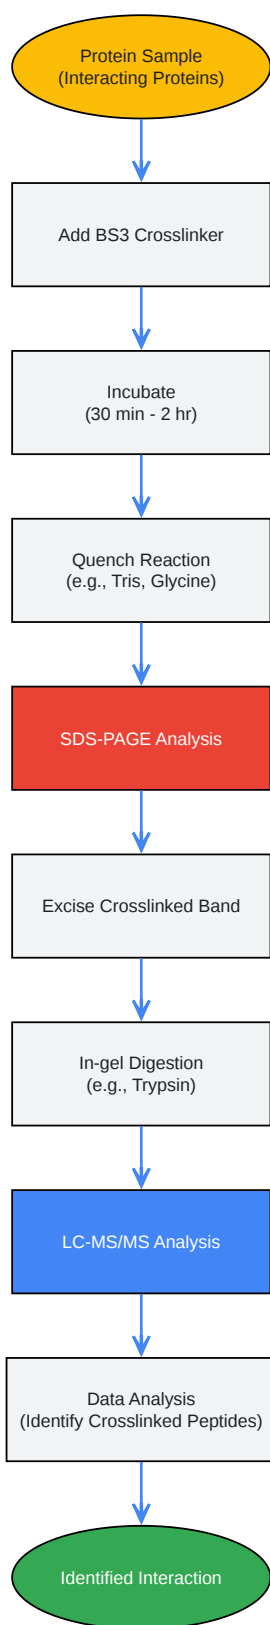 Protein Sample
(Interacting Proteins)
Add BS3 Crosslinker
Incubate
(30 min - 2 hr)
Quench Reaction
(e.g., Tris, Glycine)
SDS-PAGE Analysis
Excise Crosslinked Band
In-gel Digestion
(e.g., Trypsin)
LC-MS/MS Analysis
Data Analysis
(Identify Crosslinked Peptides)
Identified Interaction